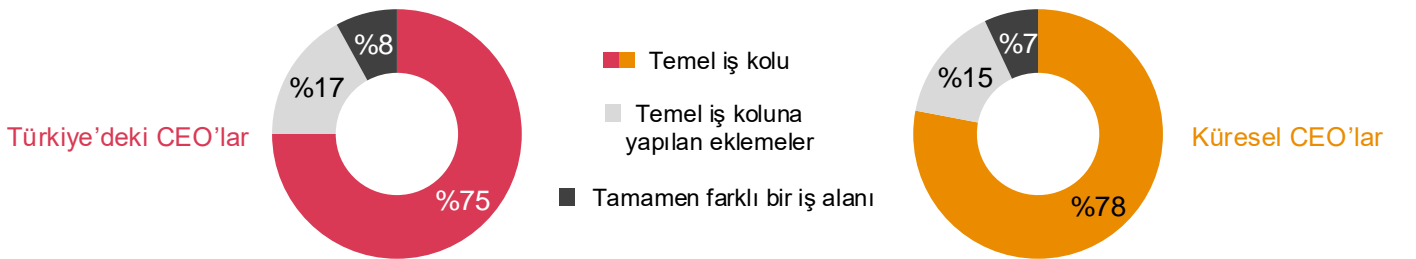 Türkiye’deki CEO’lar
%8
%17
%75
Temel iş kolu
Temel iş koluna
yapılan eklemeler
Tamamen farklı bir iş alanı
%7
%15
%78
Küresel CEO’lar